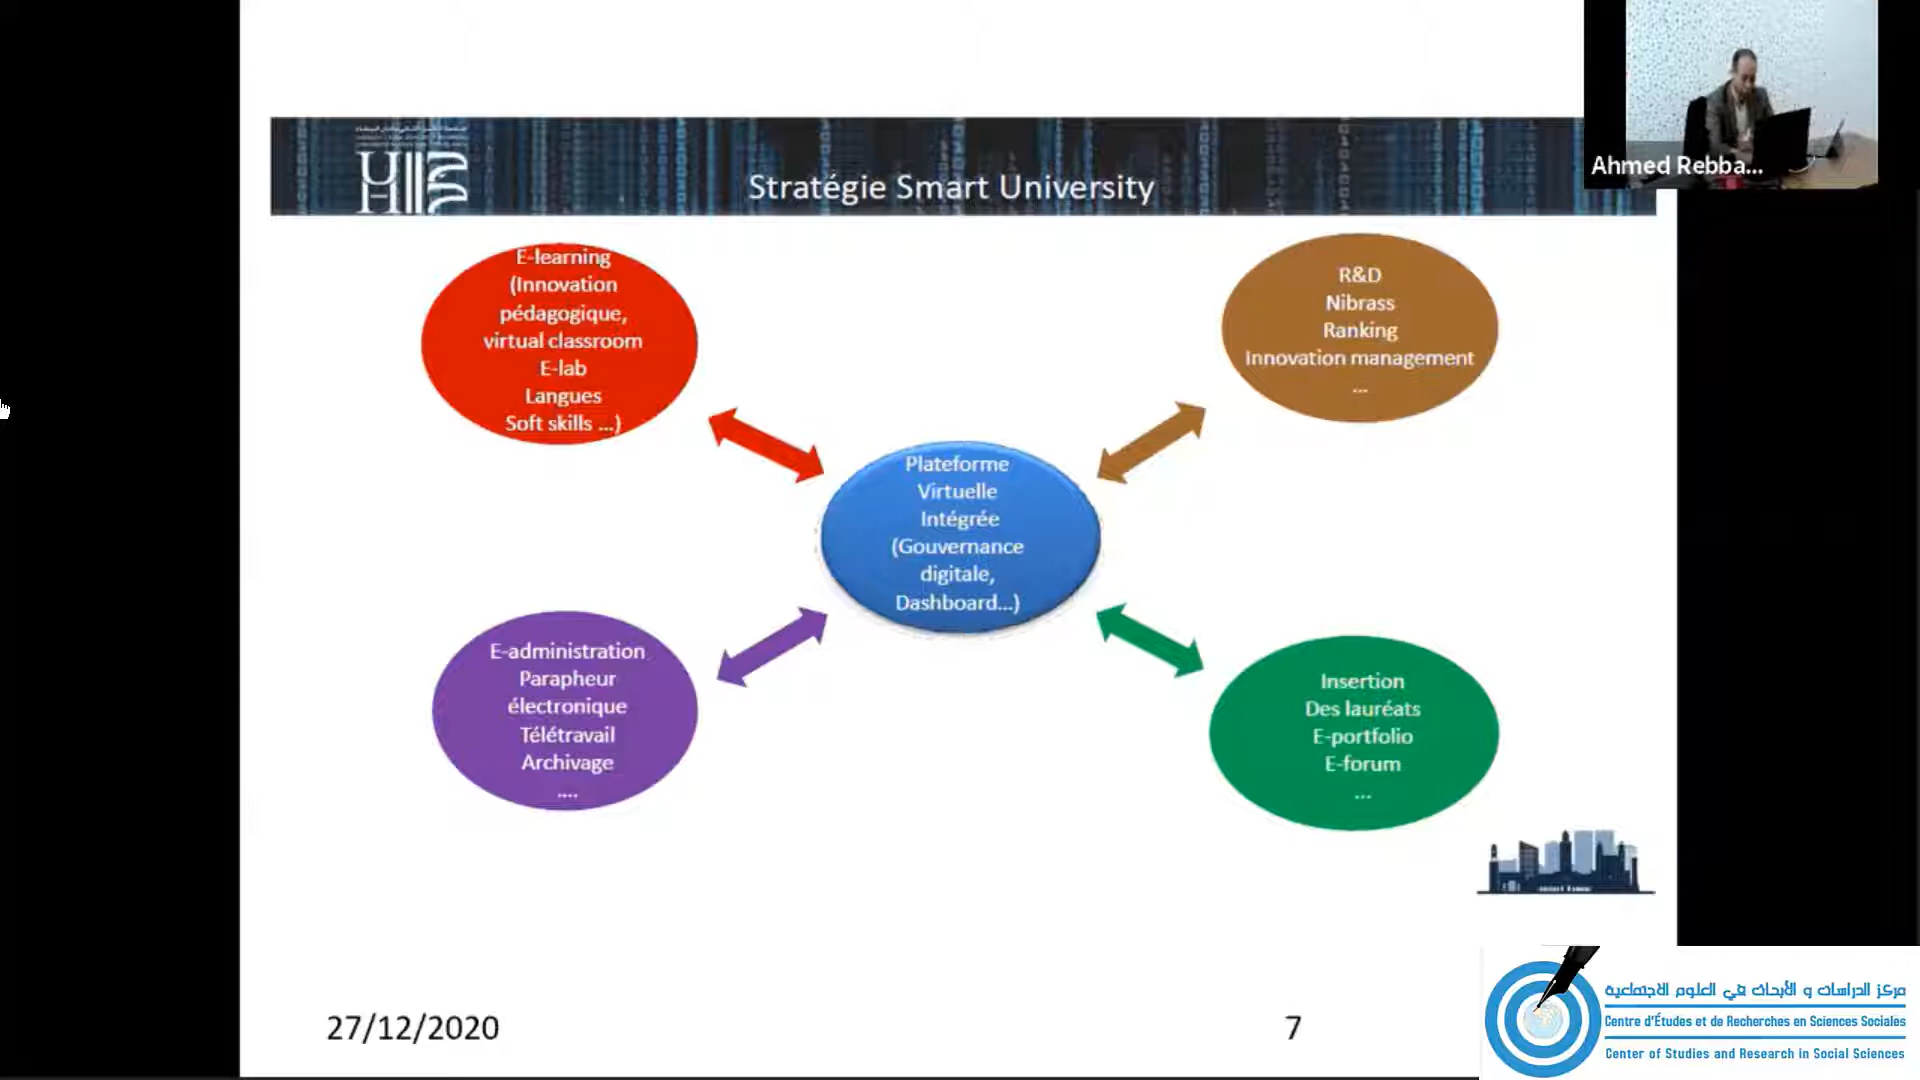 Ahmed Rebba...
Stratégie Smart University
E-learning
(Innovation
pédagogique,
virtual classroom
E-lab
Langues
Soft skills ...)
R&D
Nibrass
Ranking
Innovation management
...
Plateforme
Virtuelle
Intégrée
(Gouvernance
digitale,
Dashboard...)
E-administration
Parapheur
électronique
Télétravail
Archivage
....
Insertion
Des lauréats
E-portfolio
E-forum
...
27/12/2020
7
مركز الدراسات و الأبحاث في العلوم الاجتماعية
Centre d'Études et de Recherches en Sciences Sociales
Center of Studies and Research in Social Sciences